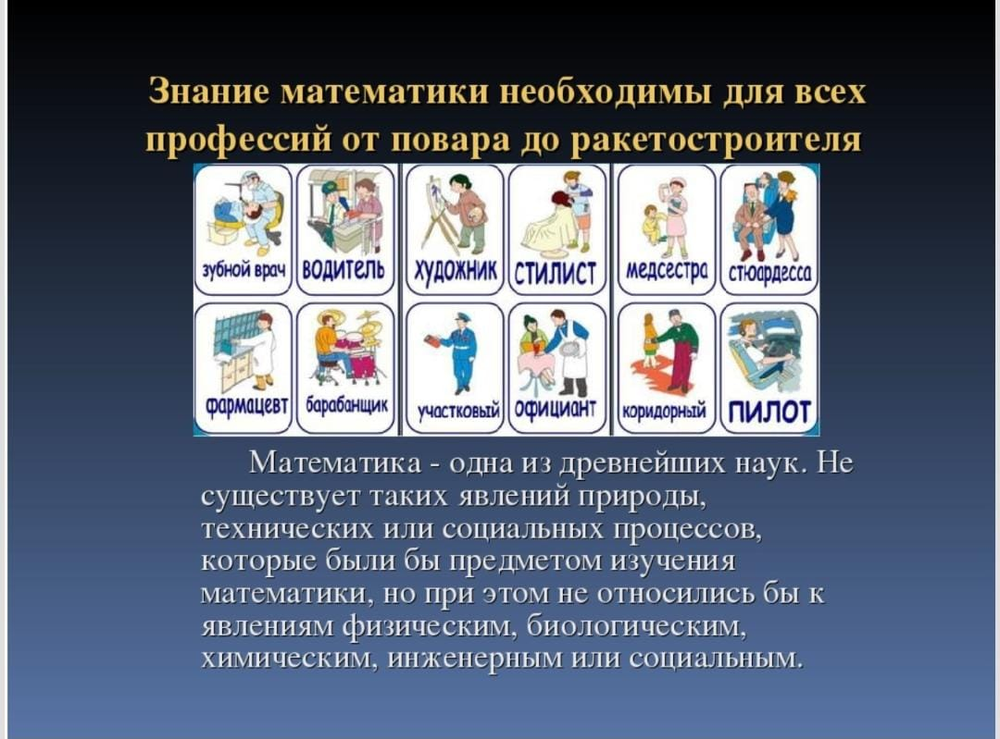 Знание математики необходимы для всех
профессий от повара до ракетостроителя
зубной врач
водитель
художник
стилист
медсестра
стюардесса
фармацевт
барабанщик
участковый
официант
коридорный
пилот
Математика - одна из древнейших наук. Не
существует таких явлений природы,
технических или социальных процессов,
которые были бы предметом изучения
математики, но при этом не относились бы к
явлениям физическим, биологическим,
химическим, инженерным или социальным.